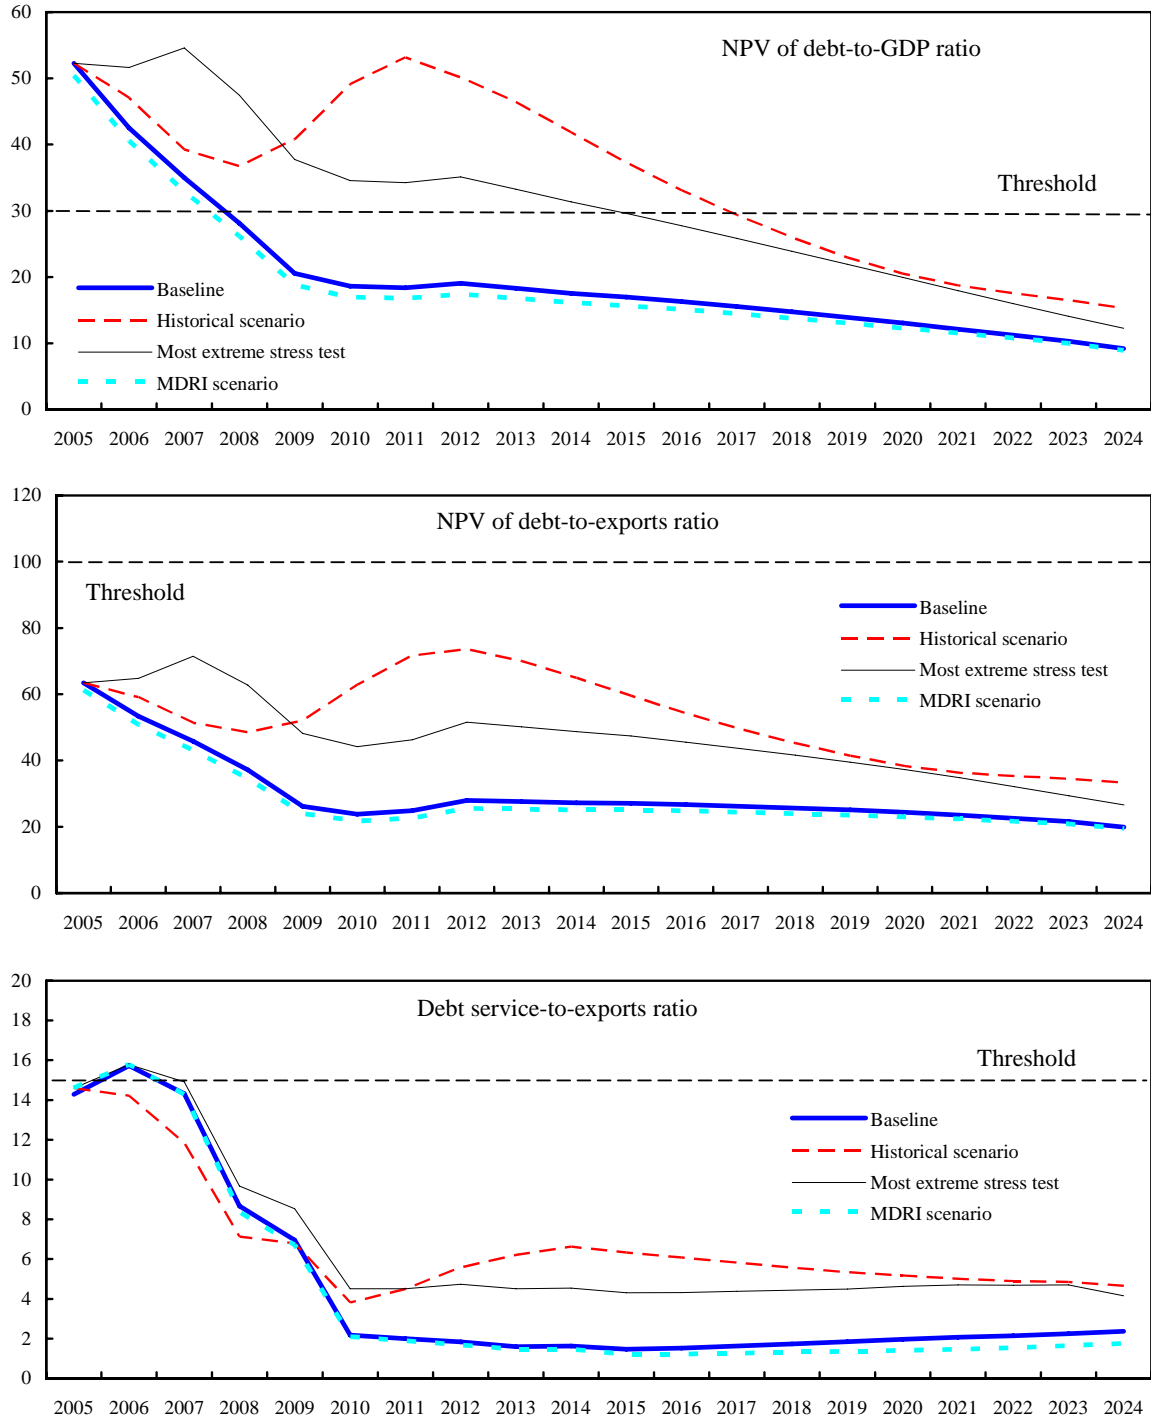 60
NPV of debt-to-GDP ratio
50
40
Threshold
30
20
Baseline
Historical scenario
10
Most extreme stress test
MDRI scenario
0
2005 2006 2007 2008 2009 2010 2011 2012 2013 2014 2015 2016 2017 2018 2019 2020 2021 2022 2023 2024
120
NPV of debt-to-exports ratio
100
Threshold
Baseline
80
Historical scenario
Most extreme stress test
60
MDRI scenario
40
20
0
2005 2006 2007 2008 2009 2010 2011 2012 2013 2014 2015 2016 2017 2018 2019 2020 2021 2022 2023 2024
20
Debt service-to-exports ratio
18
16
Threshold
14
Baseline
12
Historical scenario
10
Most extreme stress test
8
MDRI scenario
6
4
2
0
2005 2006 2007 2008 2009 2010 2011 2012 2013 2014 2015 2016 2017 2018 2019 2020 2021 2022 2023 2024